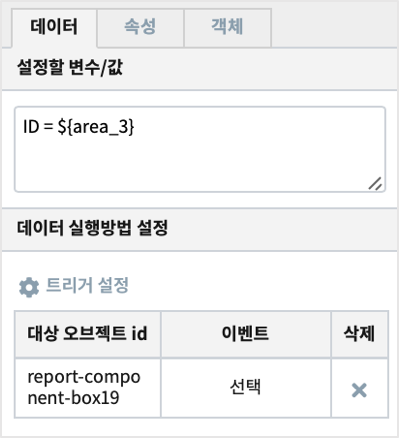 데이터 속성 객체
설정할 변수/값
ID = ${area_3}
데이터 실행방법 설정
트리거 설정
대상 오브젝트 id 이벤트 삭제
report-compo
nent-box19 선택